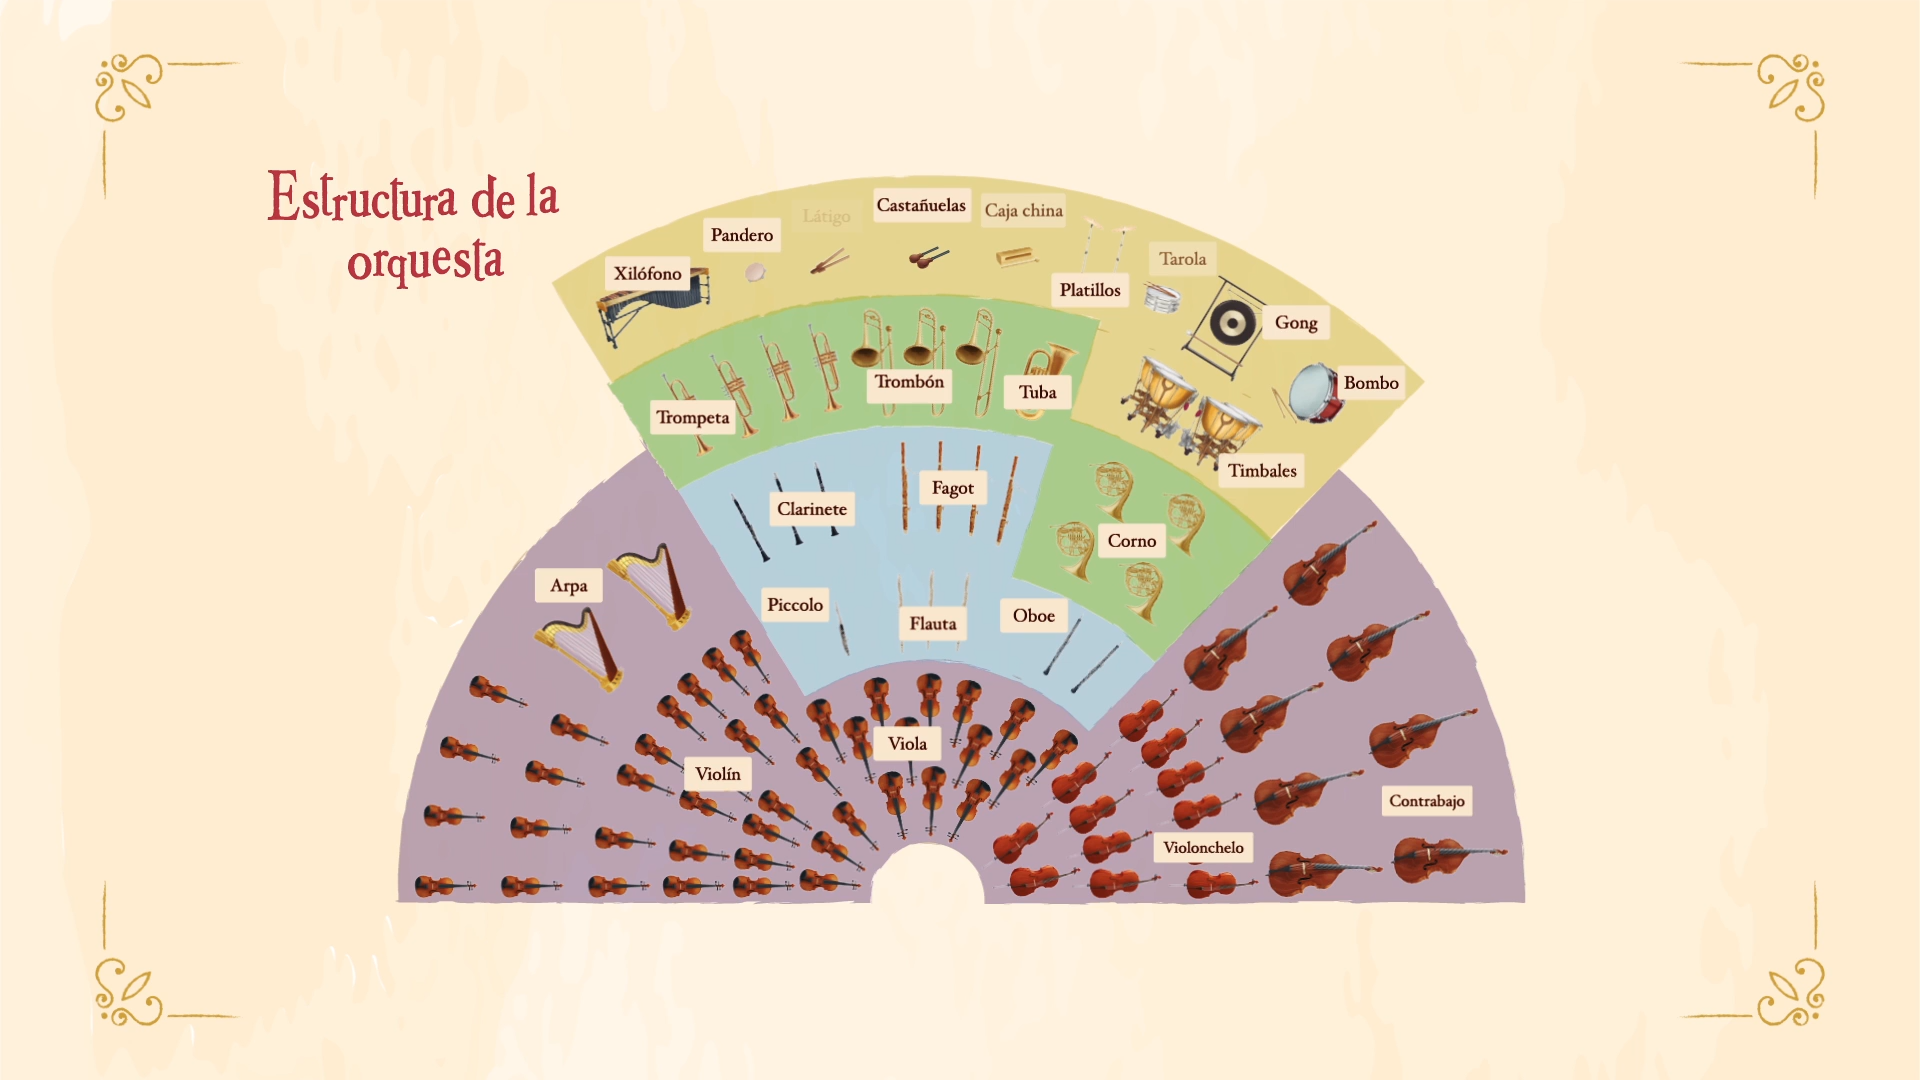 Estructura de la
orquesta
Látigo
Castañuelas
Caja china
Pandero
Tarola
Xilófono
Platillos
Gong
Trombón
Tuba
Bombo
Trompeta
Timbales
Fagot
Clarinete
Corno
Arpa
Piccolo
Oboe
Flauta
Viola
Violín
Contrabajo
Violonchelo